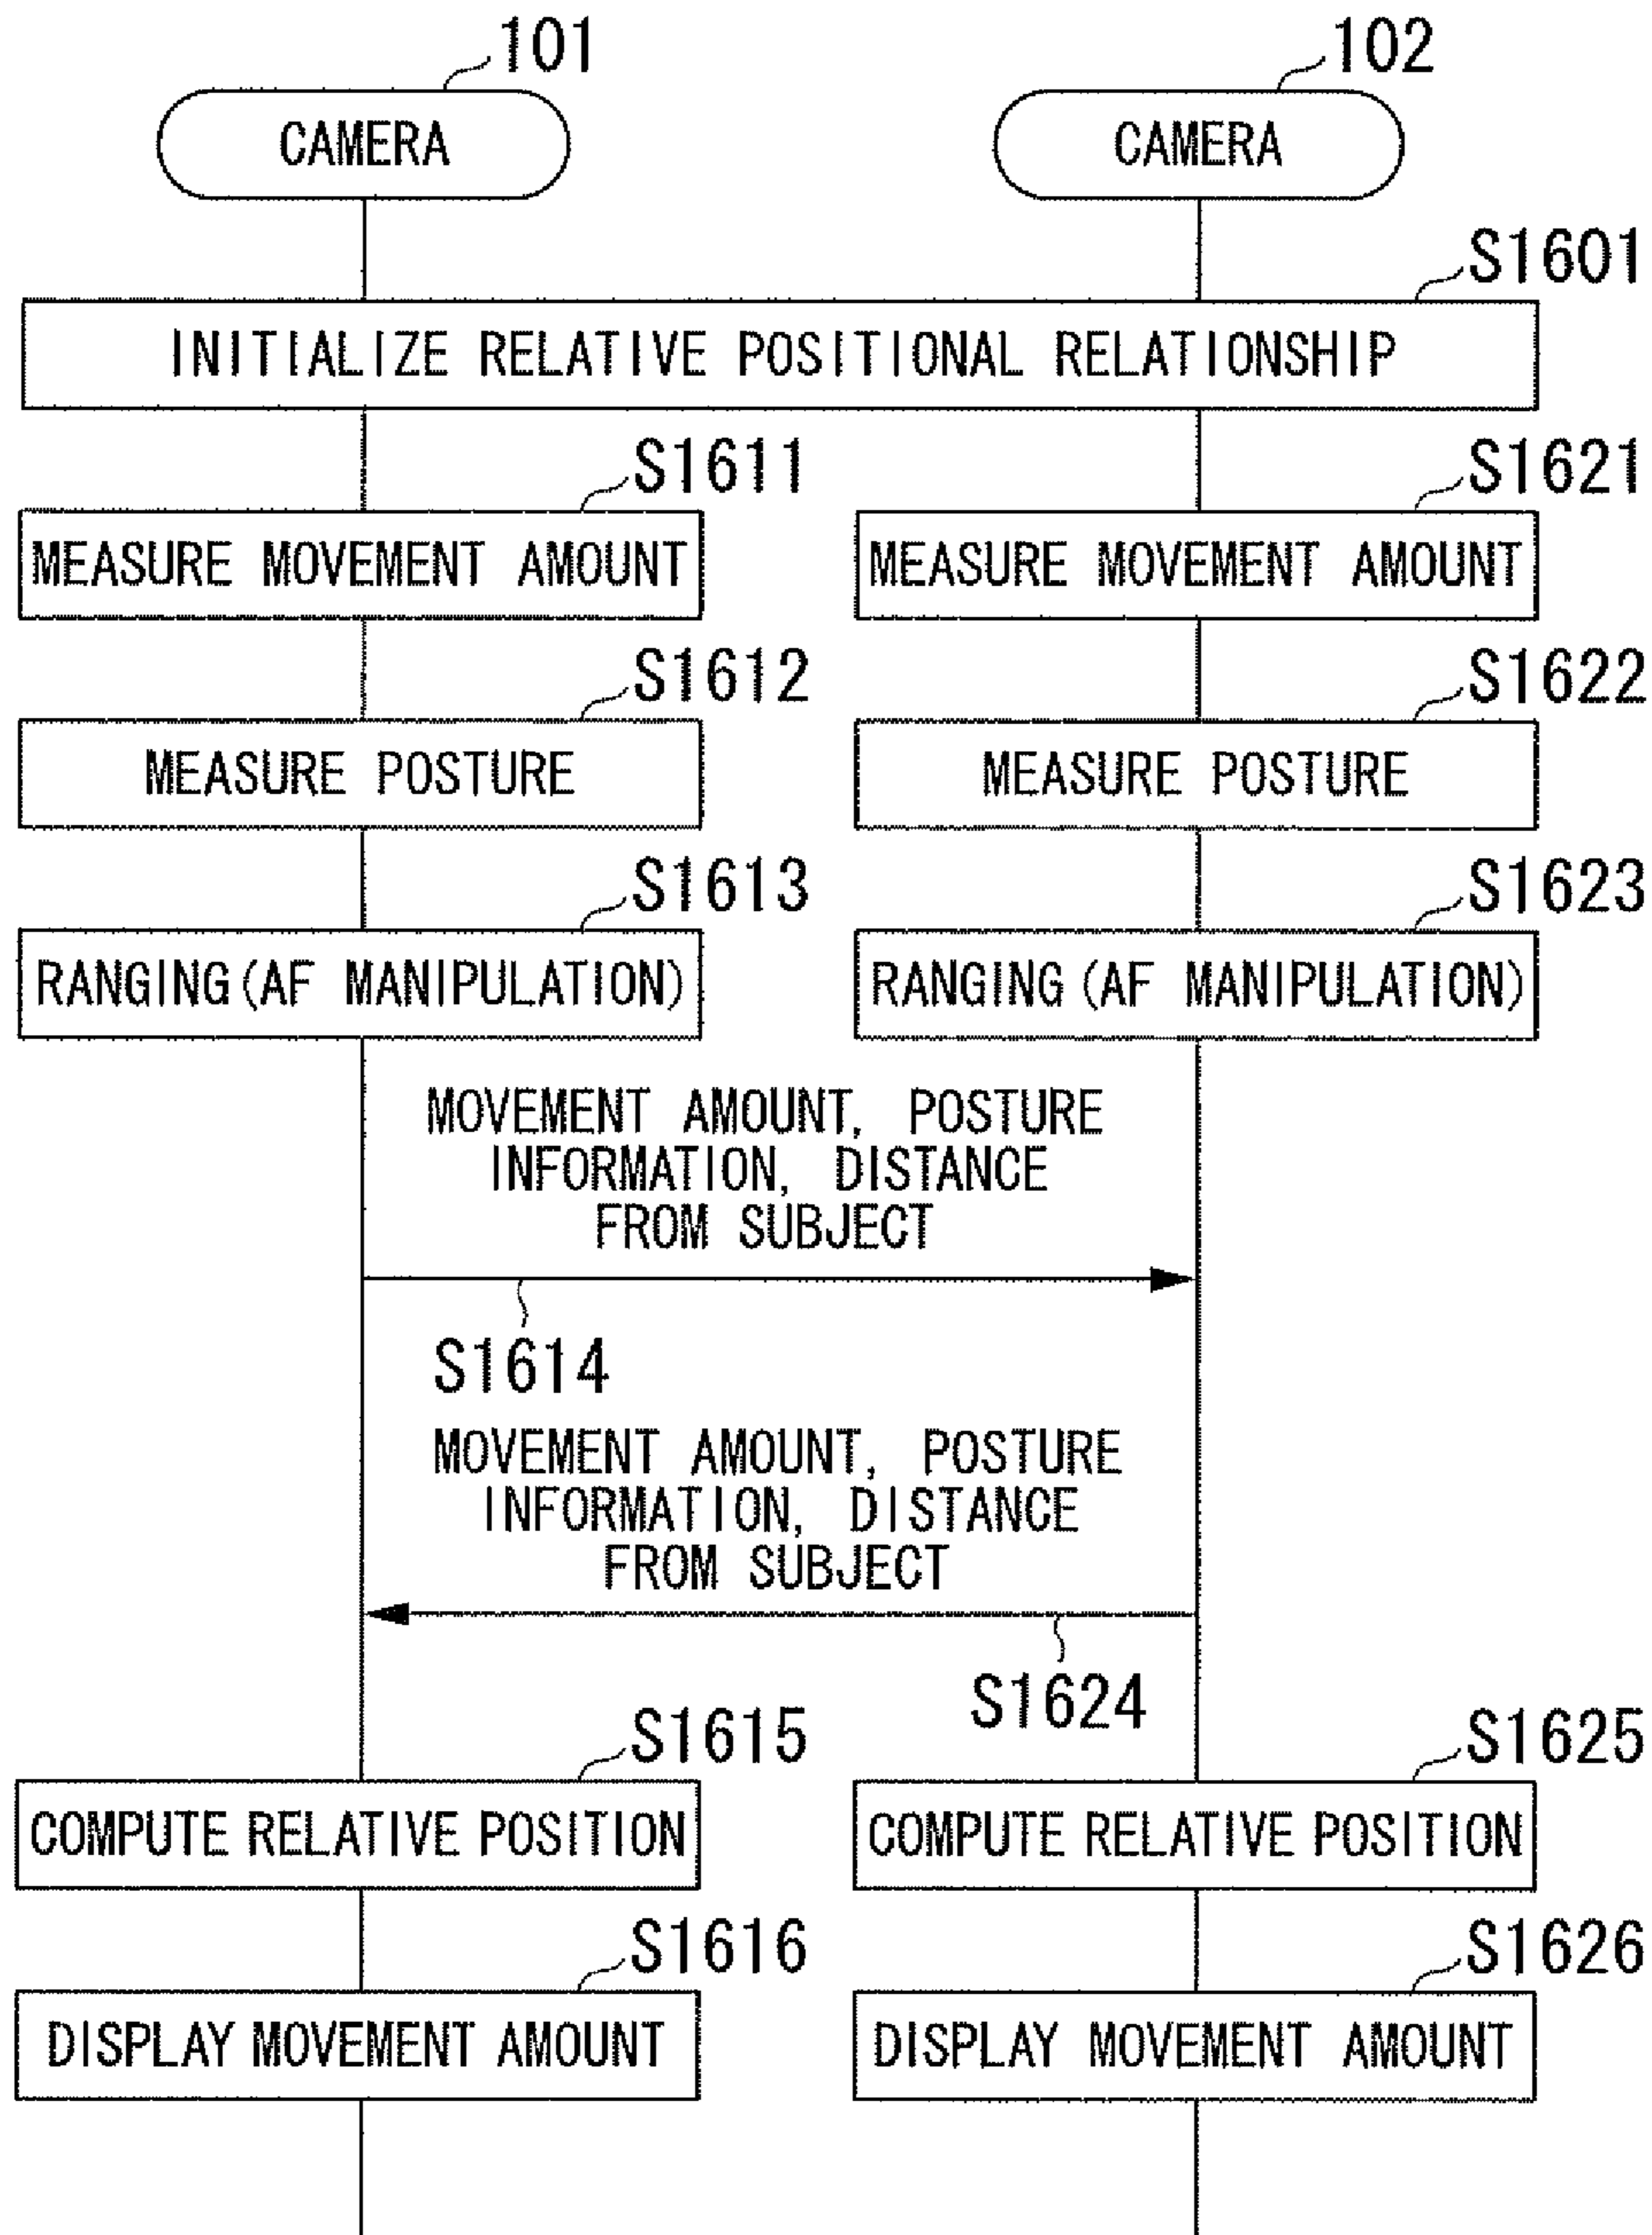 101
102
CAMERA
CAMERA
S1601
INITIALIZE RELATIVE POSITIONAL RELATIONSHIP
S1611
S1621
MEASURE MOVEMENT AMOUNT
MEASURE MOVEMENT AMOUNT
S1612
S1622
MEASURE POSTURE
MEASURE POSTURE
S1613
S1623
RANGING (AF MANIPULATION)
RANGING (AF MANIPULATION)
MOVEMENT AMOUNT, POSTURE
INFORMATION, DISTANCE
FROM SUBJECT
S1614
MOVEMENT AMOUNT, POSTURE
INFORMATION, DISTANCE
FROM SUBJECT
S1624
S1615
S1625
COMPUTE RELATIVE POSITION
COMPUTE RELATIVE POSITION
S1616
S1626
DISPLAY MOVEMENT AMOUNT
DISPLAY MOVEMENT AMOUNT